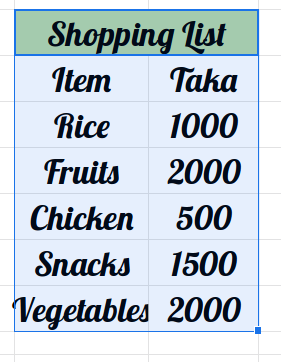 Shopping List
Item Taka
Rice 1000
Fruits 2000
Chicken 500
Snacks 1500
Vegetables 2000